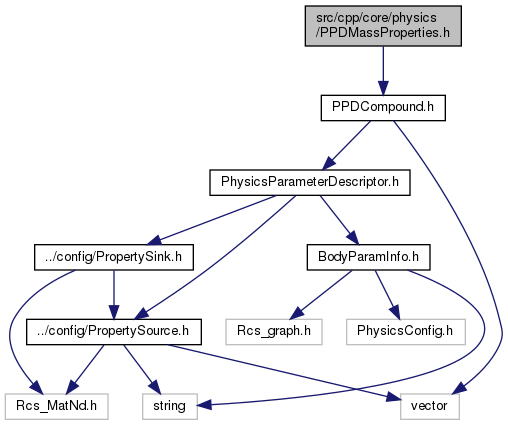 src/cpp/core/physics
/PPDMassProperties.h
PPDCompound.h
PhysicsParameterDescriptor.h
../config/PropertySink.h
BodyParamInfo.h
../config/PropertySource.h
Rcs_graph.h
PhysicsConfig.h
Rcs_MatNd.h
string
vector